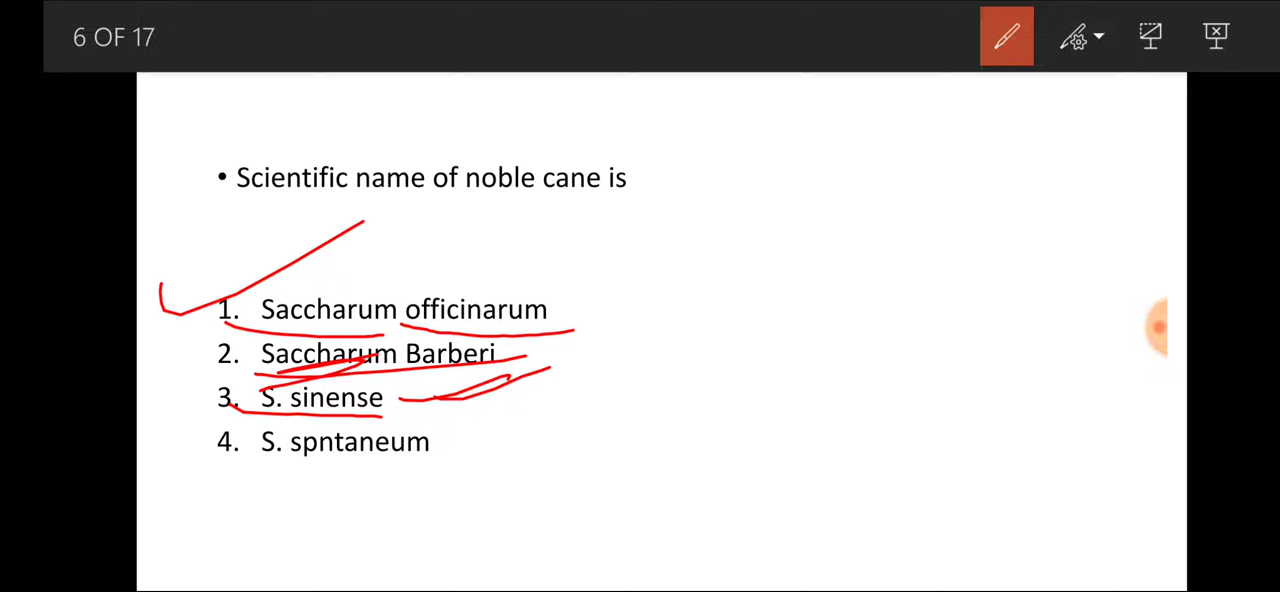 6 OF 17
• Scientific name of noble cane is
1. Saccharum officinarum
2. Saccharum Barberi
3. S. sinense
4. S. spntaneum